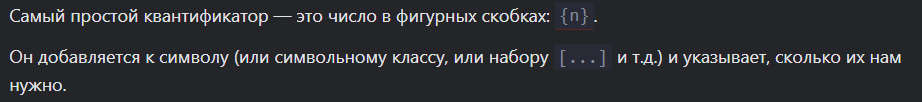 Самый простой квантификатор — это число в фигурных скобках: {n}.
Он добавляется к символу (или символьному классу, или набору [...] и т.д.) и указывает, сколько их нам
нужно.